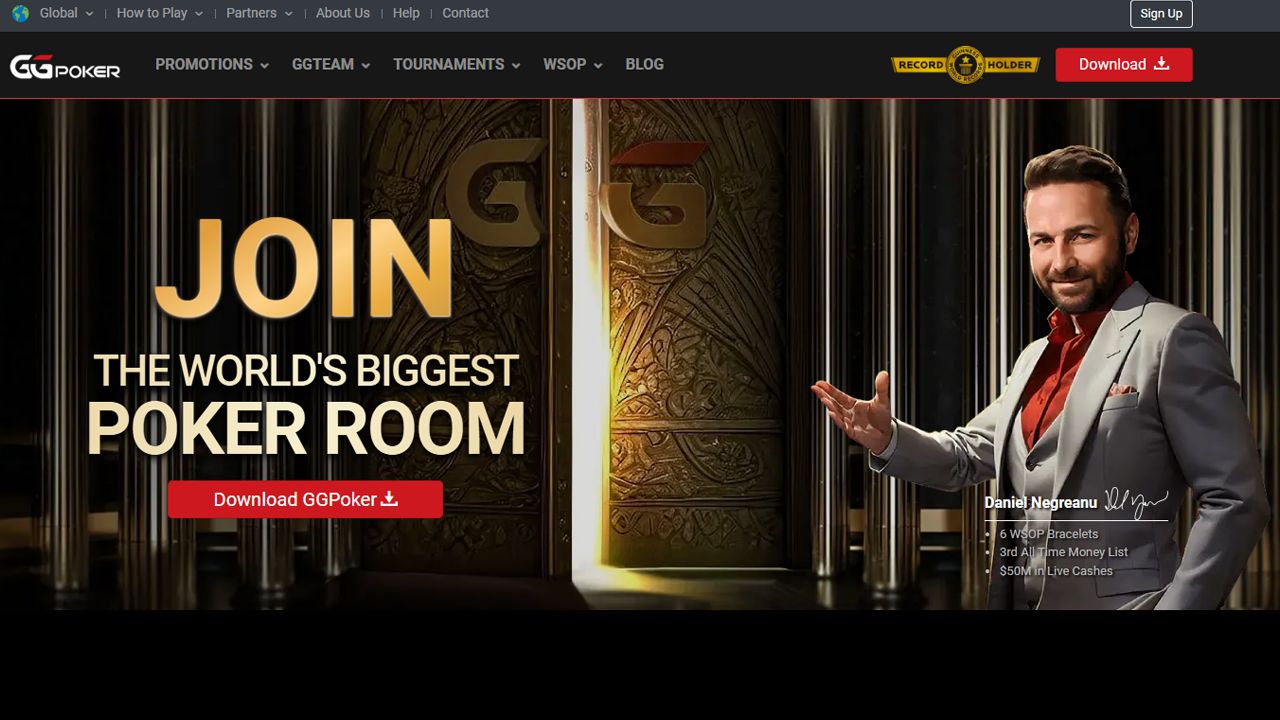 Global
How to Play
Partners
About Us
Help
Contact
Sign Up
GGPOKER
PROMOTIONS
GGTEAM
TOURNAMENTS
WSOP
BLOG
RECORD
HOLDER
Download
GG
JOIN
THE WORLD'S BIGGEST
POKER ROOM
Download GGPoker
Daniel Negreanu
6 WSOP Bracelets
3rd All Time Money List
$50M in Live Cashes